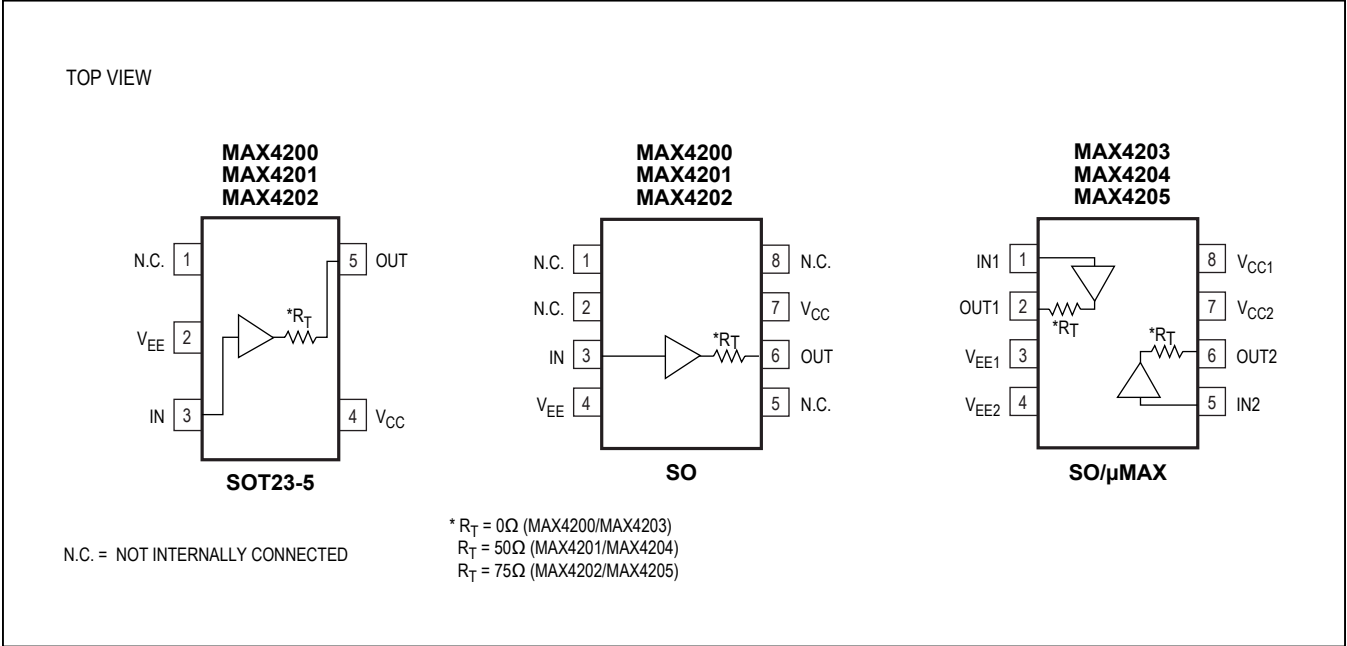 TOP VIEW
MAX4200
MAX4201
MAX4202
N.C. 1
5 OUT
*RT
VEE 2
IN 3
4 VCC
SOT23-5
MAX4200
MAX4201
MAX4202
N.C. 1
8 N.C.
N.C. 2
7 VCC
*RT
IN 3
6 OUT
VEE 4
5 N.C.
SO
MAX4203
MAX4204
MAX4205
IN1 1
8 VCC1
OUT1 2
7 VCC2
*RT
*RT
VEE1 3
6 OUT2
VEE2 4
5 IN2
SO/µMAX
N.C. = NOT INTERNALLY CONNECTED
* RT = 0Ω (MAX4200/MAX4203)
RT = 50Ω (MAX4201/MAX4204)
RT = 75Ω (MAX4202/MAX4205)